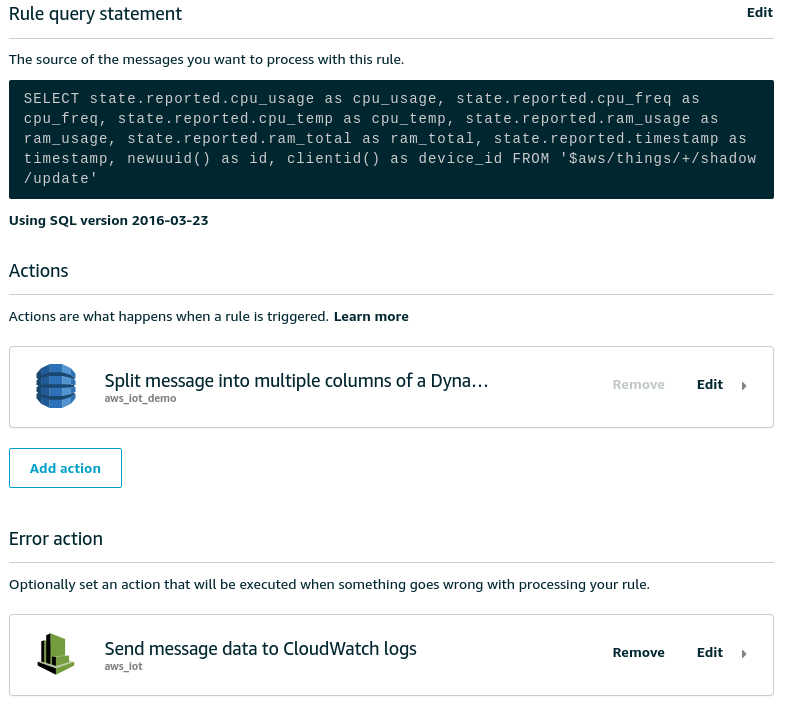 Rule query statement
Edit
The source of the messages you want to process with this rule.
SELECT state.reported.cpu_usage as cpu_usage, state.reported.cpu_freq as
cpu_freq, state.reported.cpu_temp as cpu_temp, state.reported.ram_usage as
ram_usage, state.reported.ram_total as ram_total, state.reported.timestamp as
timestamp, newuuid() as id, clientid() as device_id FROM '$aws/things/+/shadow
/update'
Using SQL version 2016-03-23
Actions
Actions are what happens when a rule is triggered. Learn more
Split message into multiple columns of a Dyna...
aws_iot_demo
Remove
Edit
Add action
Error action
Optionally set an action that will be executed when something goes wrong with processing your rule.
Send message data to CloudWatch logs
aws_iot
Remove
Edit